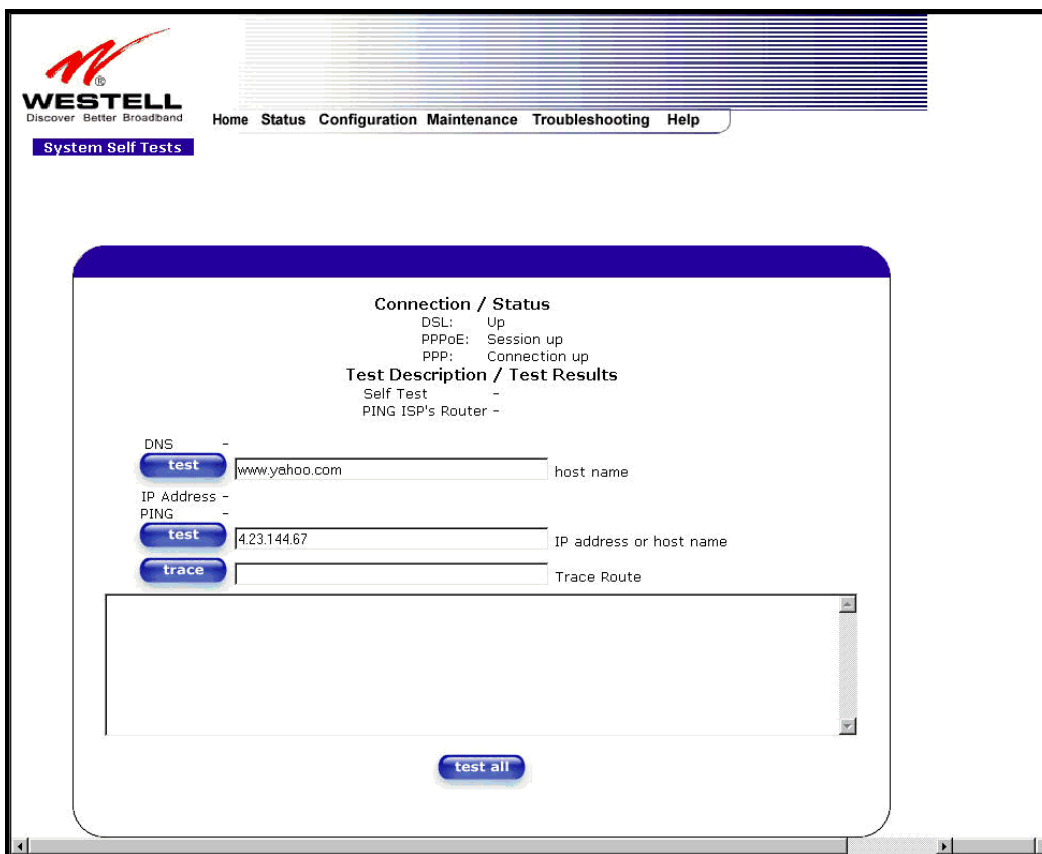 ®
WESTELL
Discover Better Broadband
Home Status Configuration Maintenance Troubleshooting Help
System Self Tests
Connection / Status
DSL: Up
PPPoE: Session up
PPP: Connection up
Test Description / Test Results
Self Test -
PING ISP's Router -
DNS -
test www.yahoo.com host name
IP Address -
PING -
test 4.23.144.67 IP address or host name
trace Trace Route
test all